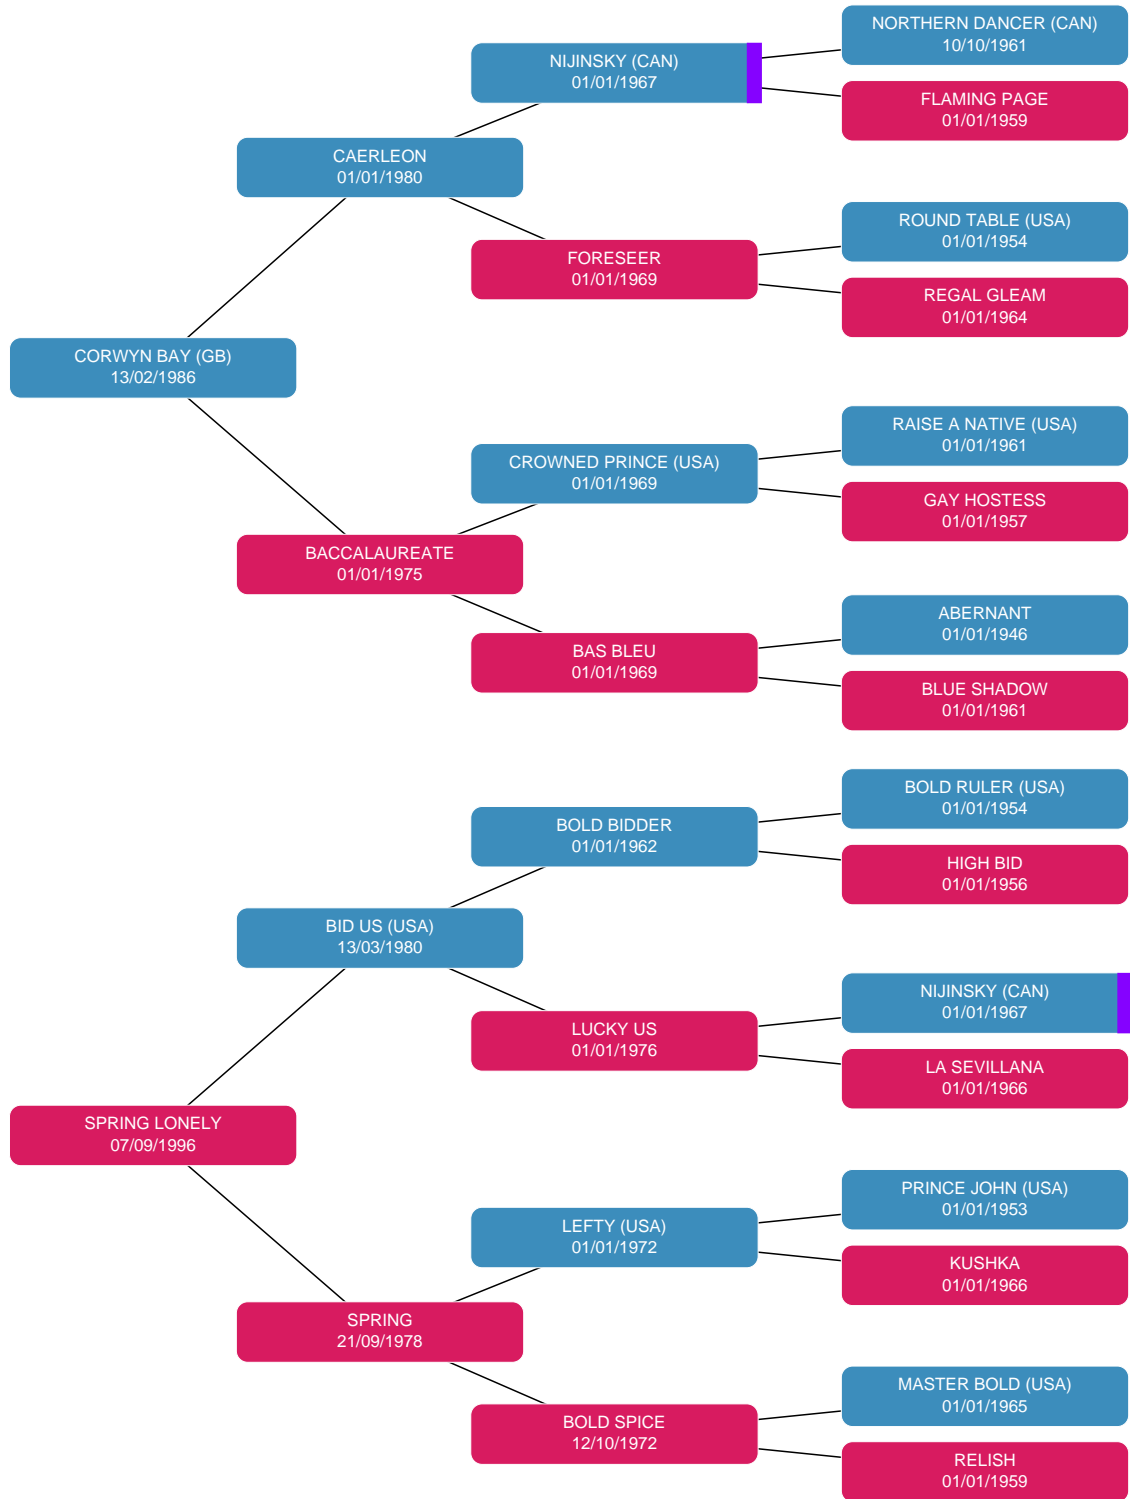 NORTHERN DANCER (CAN)
10/10/1961
NIJINSKY (CAN)
01/01/1967
FLAMING PAGE
01/01/1959
CAERLEON
01/01/1980
ROUND TABLE (USA)
01/01/1954
FORESEER
01/01/1969
REGAL GLEAM
01/01/1964
CORWYN BAY (GB)
13/02/1986
RAISE A NATIVE (USA)
01/01/1961
CROWNED PRINCE (USA)
01/01/1969
GAY HOSTESS
01/01/1957
BACCALAUREATE
01/01/1975
ABERNANT
01/01/1946
BAS BLEU
01/01/1969
BLUE SHADOW
01/01/1961
BOLD RULER (USA)
01/01/1954
BOLD BIDDER
01/01/1962
HIGH BID
01/01/1956
BID US (USA)
13/03/1980
NIJINSKY (CAN)
01/01/1967
LUCKY US
01/01/1976
LA SEVILLANA
01/01/1966
SPRING LONELY
07/09/1996
PRINCE JOHN (USA)
01/01/1953
LEFTY (USA)
01/01/1972
KUSHKA
01/01/1966
SPRING
21/09/1978
MASTER BOLD (USA)
01/01/1965
BOLD SPICE
12/10/1972
RELISH
01/01/1959